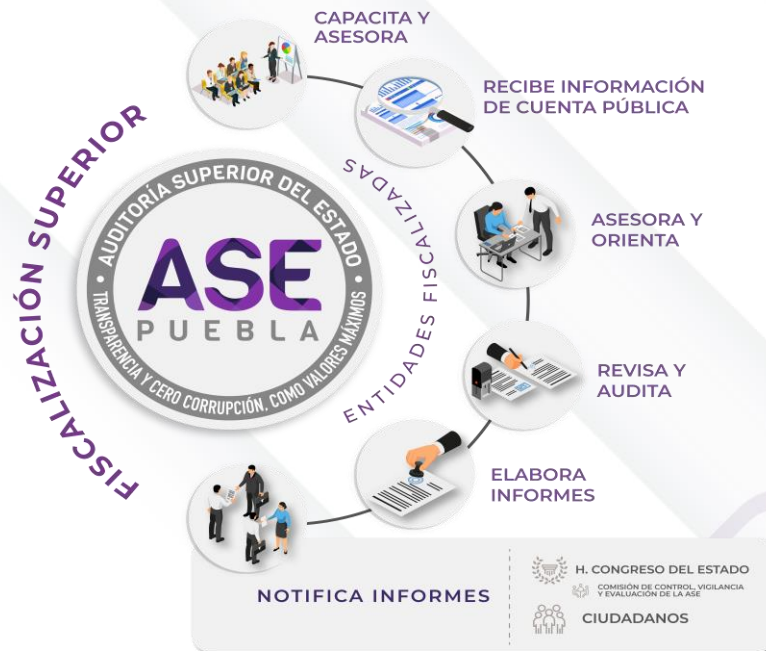 CAPACITA Y
ASESORA
RECIBE INFORMACIÓN
DE CUENTA PÚBLICA
FISCALIZACIÓN SUPERIOR
AUDITORÍA SUPERIOR DEL ESTADO
ASE
PUEBLA
TRANSPARENCIA Y CERO CORRUPCIÓN, COMO VALORES MÁXIMOS
ENTIDADES FISCALIZADAS
ASESORA Y
ORIENTA
REVISA Y
AUDITA
ELABORA
INFORMES
NOTIFICA INFORMES
H. CONGRESO DEL ESTADO
COMISIÓN DE CONTROL, VIGILANCIA
Y EVALUACIÓN DE LA ASE
CIUDADANOS